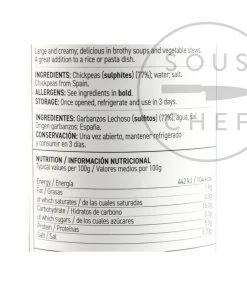 Large and creamy; delicious in brothy soups and vegetable stews.
A great addition to a rice or pasta dish.
SOUS
CHEF
INGREDIENTS: Chickpeas (sulphites) (77%); water; salt.
Chickpeas from Spain.
ALLERGENS: See ingredients in bold.
STORAGE: Once opened, refrigerate and use in 3 days.
INGREDIENTES: Garbanzos Lechoso (sulfitos) (77%), agua, sal.
Origen garbanzos: España.
CONSERVACIÓN: Una vez abierto, mantener refrigerado
y consumir en 3 días.
NUTRITION / INFORMACIÓN NUTRICIONAL
Typical values per 100g / Valores medios por 100g
Energy / Energía 442 kJ / 104 kcal
Fat / Grasas
of which saturates / de las cuales saturadas
Carbohydrate / Hidratos de carbono
of which sugars / de los cuales azúcares
Protein / Proteínas
Salt / Sal